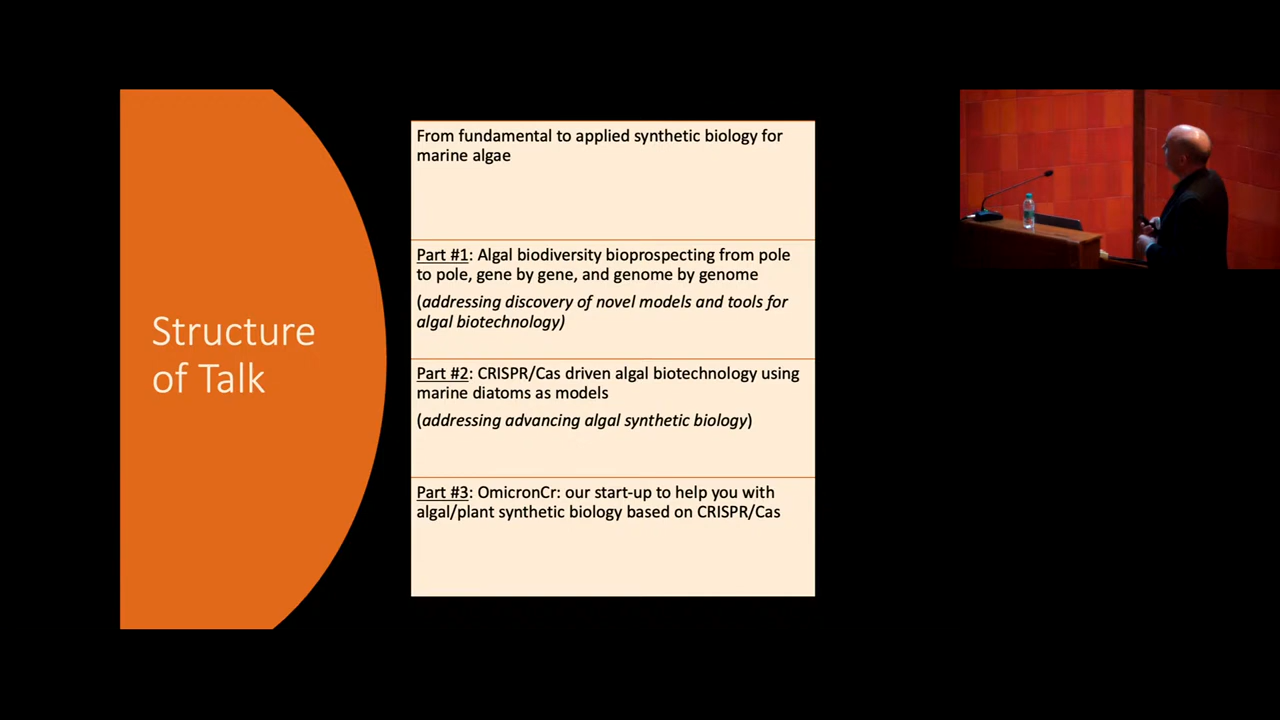 Structure
of Talk
From fundamental to applied synthetic biology for
marine algae
Part #1: Algal biodiversity bioprospecting from pole
to pole, gene by gene, and genome by genome
(addressing discovery of novel models and tools for
algal biotechnology)
Part #2: CRISPR/Cas driven algal biotechnology using
marine diatoms as models
(addressing advancing algal synthetic biology)
Part #3: OmicronCr: our start-up to help you with
algal/plant synthetic biology based on CRISPR/Cas